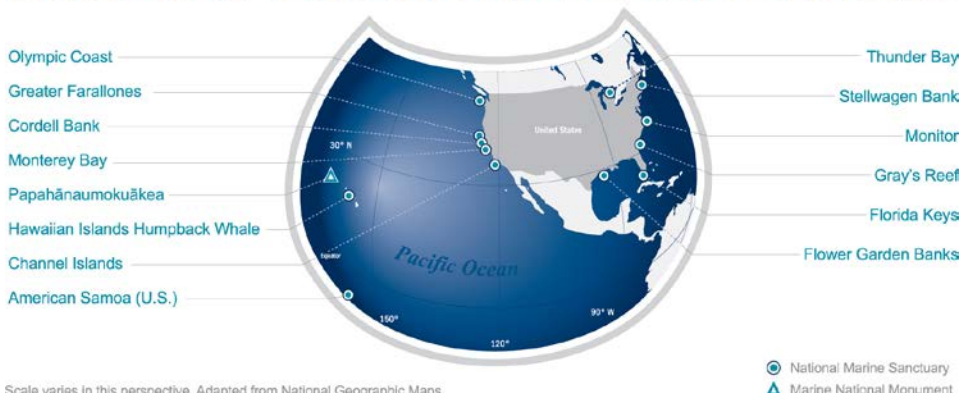 Olympic Coast
Greater Farallones
Cordell Bank
Monterey Bay
Papahānaumokuākea
Hawaiian Islands Humpback Whale
Channel Islands
American Samoa (U.S.)
30° N
Equator
150°
120°
90° W
Pacific Ocean
United States
Thunder Bay
Stellwagen Bank
Monitor
Gray's Reef
Florida Keys
Flower Garden Banks
National Marine Sanctuary
Marine National Monument
Scale varies in this perspective. Adapted from National Geographic Maps.